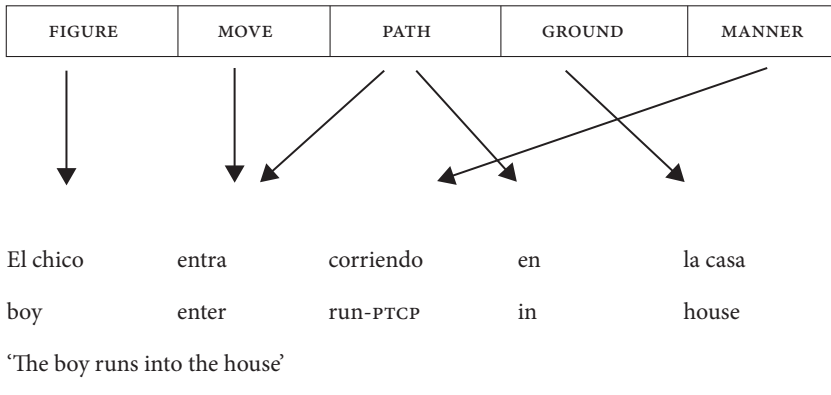 FIGURE MOVE PATH GROUND MANNER
El chico entra corriendo en la casa
boy enter run-PTCP in house
‘The boy runs into the house’